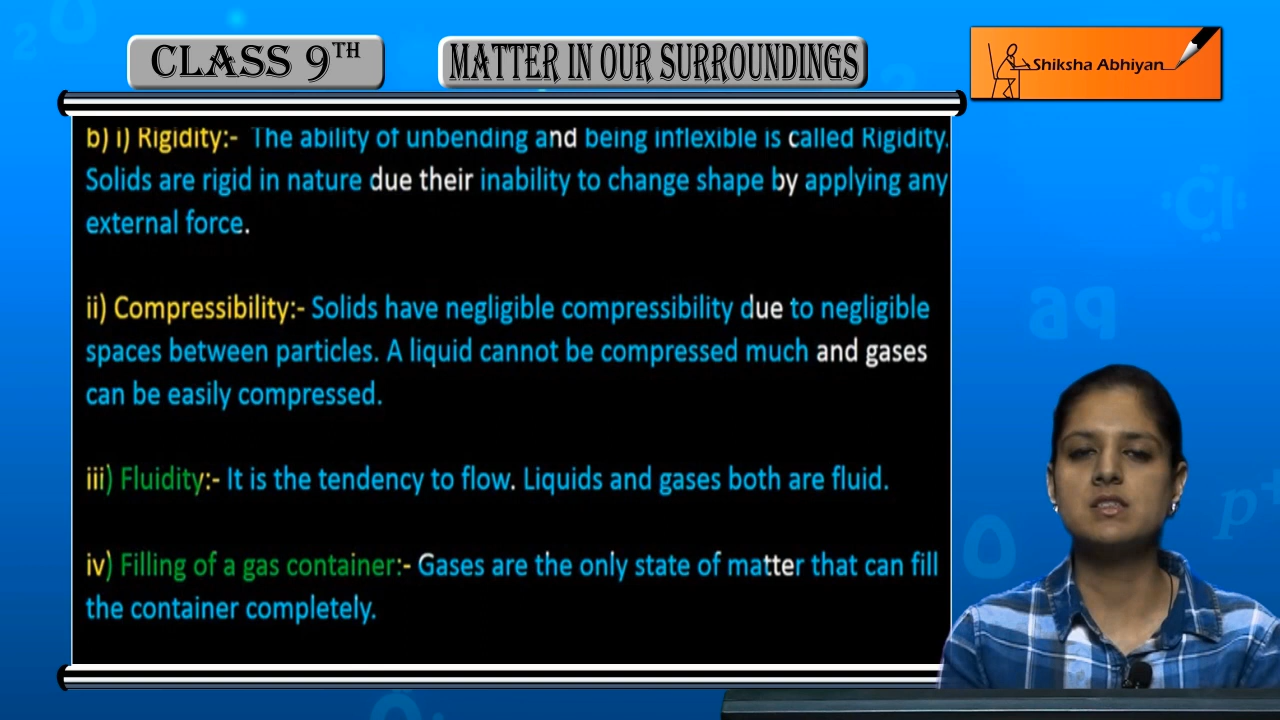 CLASS 9TH
MATTER IN OUR SURROUNDINGS
Shiksha Abhiyan
b) i) Rigidity:- The ability of unbending and being inflexible is called Rigidity.
Solids are rigid in nature due their inability to change shape by applying any
external force.
ii) Compressibility:- Solids have negligible compressibility due to negligible
spaces between particles. A liquid cannot be compressed much and gases
can be easily compressed.
iii) Fluidity:- It is the tendency to flow. Liquids and gases both are fluid.
iv) Filling of a gas container:- Gases are the only state of matter that can fill
the container completely.